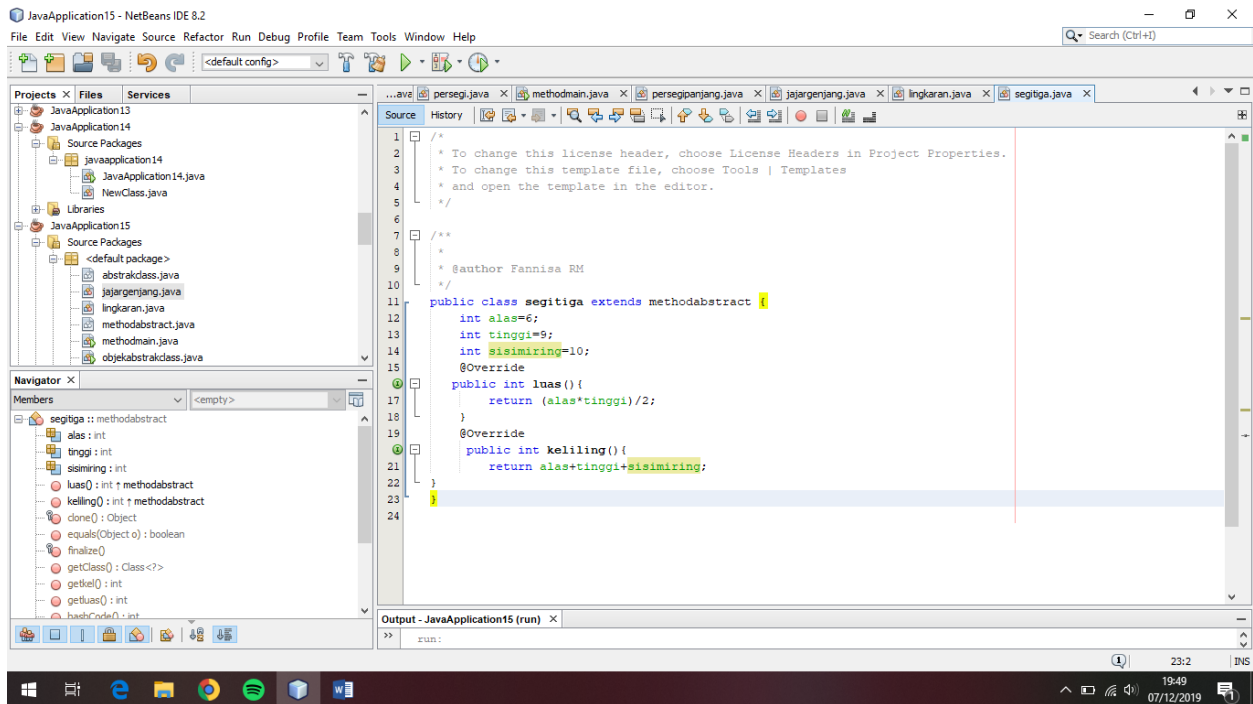 JavaApplication15 - NetBeans IDE 8.2
File Edit View Navigate Source Refactor Run Debug Profile Team Tools Window Help
Search (Ctrl+I)
<default config>
Projects Files Services
JavaApplication13
JavaApplication14
Source Packages
javaapplication14
JavaApplication14.java
NewClass.java
Libraries
JavaApplication15
Source Packages
<default package>
abstrakclass.java
jajargenjang.java
lingkaran.java
methodabstract.java
methodmain.java
objekabstrakclass.java
Navigator
Members <empty>
segitiga :: methodabstract
alas : int
tinggi : int
sisimiring : int
luas() : int ↑ methodabstract
keliling() : int ↑ methodabstract
clone() : Object
equals(Object o) : boolean
finalize()
getClass() : Class<?>
getkel() : int
getluas() : int
hashCode() : int
...ava persegi.java methodmain.java persegipanjang.java jajargenjang.java lingkaran.java segitiga.java
Source History
1 /*
2 * To change this license header, choose License Headers in Project Properties.
3 * To change this template file, choose Tools | Templates
4 * and open the template in the editor.
5 */
6
7 /**
8 *
9 * @author Fannisa RM
10 */
11 public class segitiga extends methodabstract {
12 int alas=6;
13 int tinggi=9;
14 int sisimiring=10;
15 @Override
public int luas(){
17 return (alas*tinggi)/2;
18 }
19 @Override
public int keliling(){
21 return alas+tinggi+sisimiring;
22 }
23 }
24
Output - JavaApplication15 (run)
run:
1 23:2 INS
19:49
07/12/2019